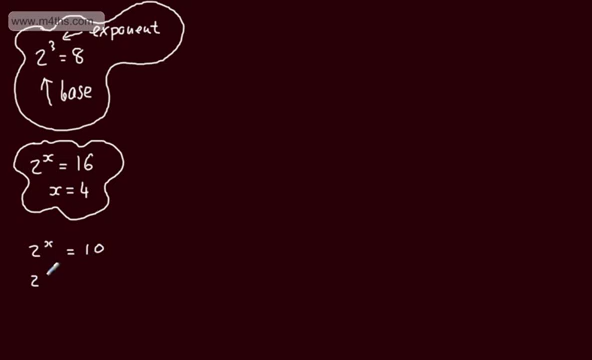 www.m4ths.com
exponent
2³ = 8
base
2ˣ = 16
x = 4
2ˣ = 10
2